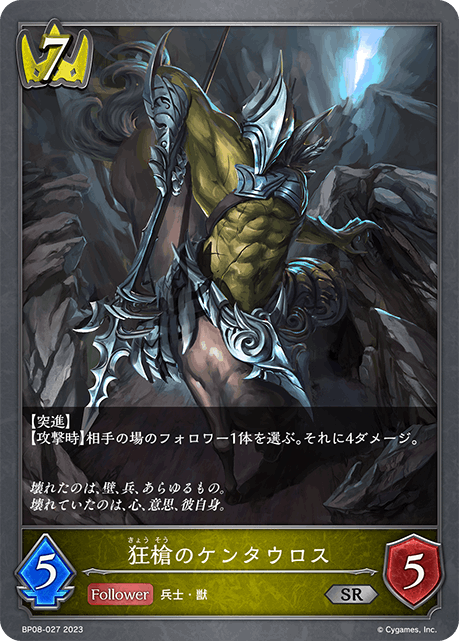 7
【突進】
【攻撃時】相手の場のフォロワー1体を選ぶ。それに4ダメージ。
壊れたのは、壁、兵、あらゆるもの。
壊れていたのは、心、意思、彼自身。
きょう そう
狂槍のケンタウロス
5
Follower 兵士・獣
SR
5
BP08-027 2023
© Cygames, Inc.